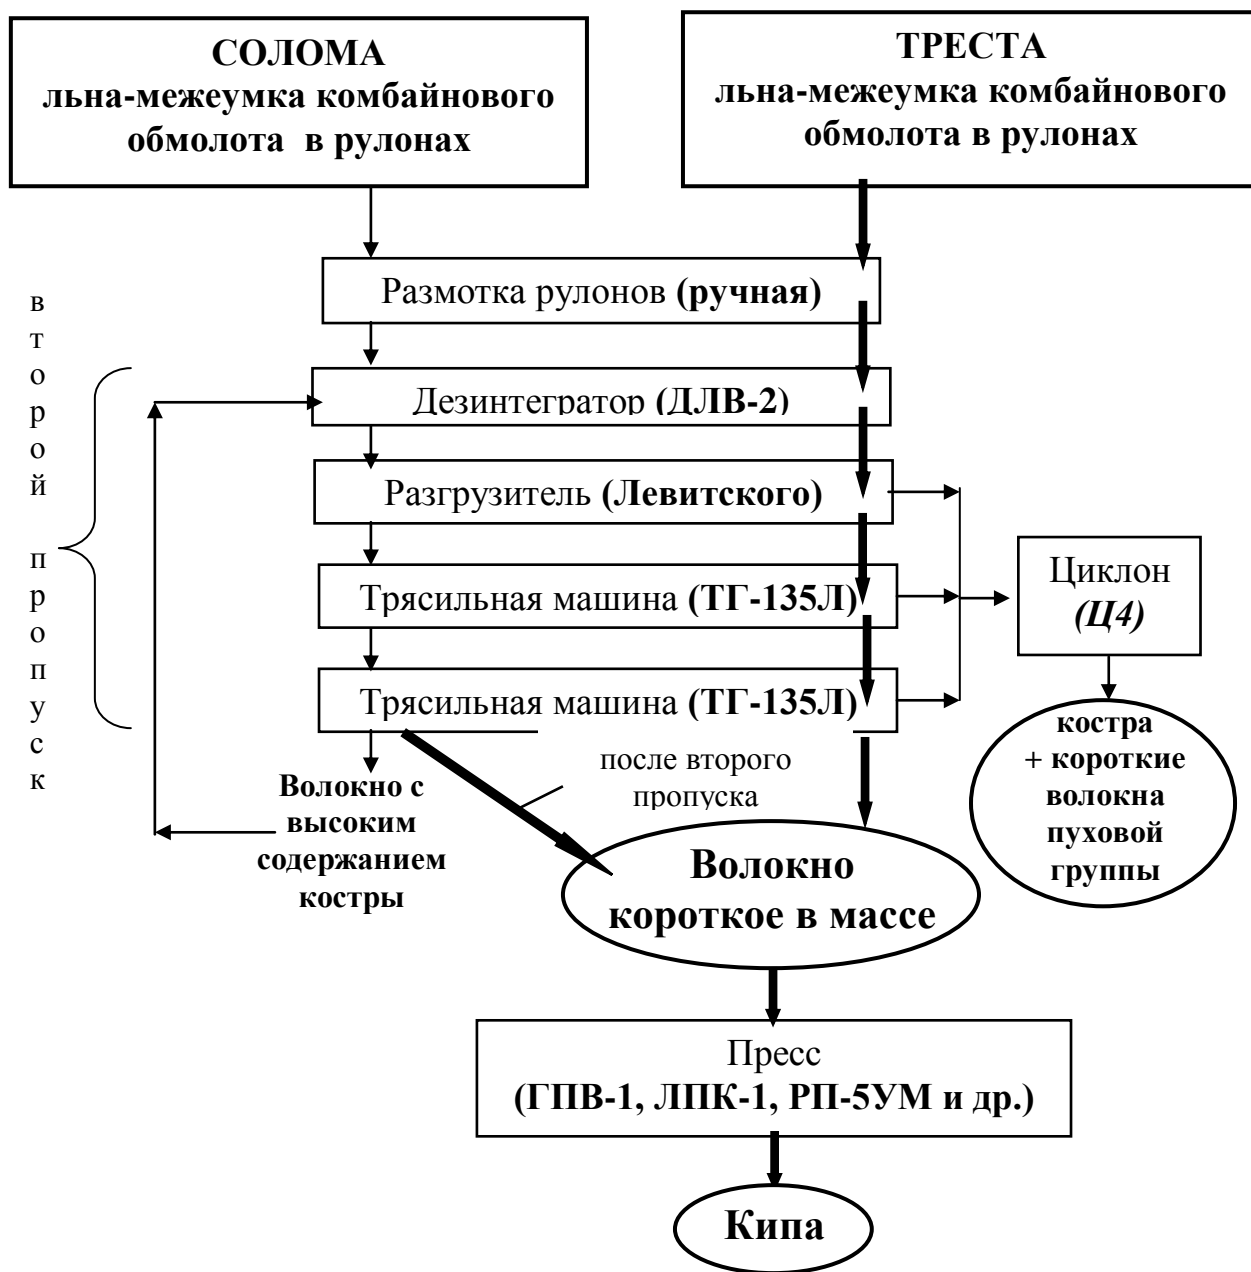 СОЛОМА
льна-межеумка комбайнового
обмолота в рулонах
ТРЕСТА
льна-межеумка комбайнового
обмолота в рулонах
Размотка рулонов (ручная)
второй пропуск
Дезинтегратор (ДЛВ-2)
Разгрузитель (Левитского)
Трясильная машина (ТГ-135Л)
Трясильная машина (ТГ-135Л)
Циклон
(Ц4)
костра
+ короткие
волокна
пуховой
группы
после второго
пропуска
Волокно с
высоким
содержанием
костры
Волокно
короткое в массе
Пресс
(ГПВ-1, ЛПК-1, РП-5УМ и др.)
Кипа